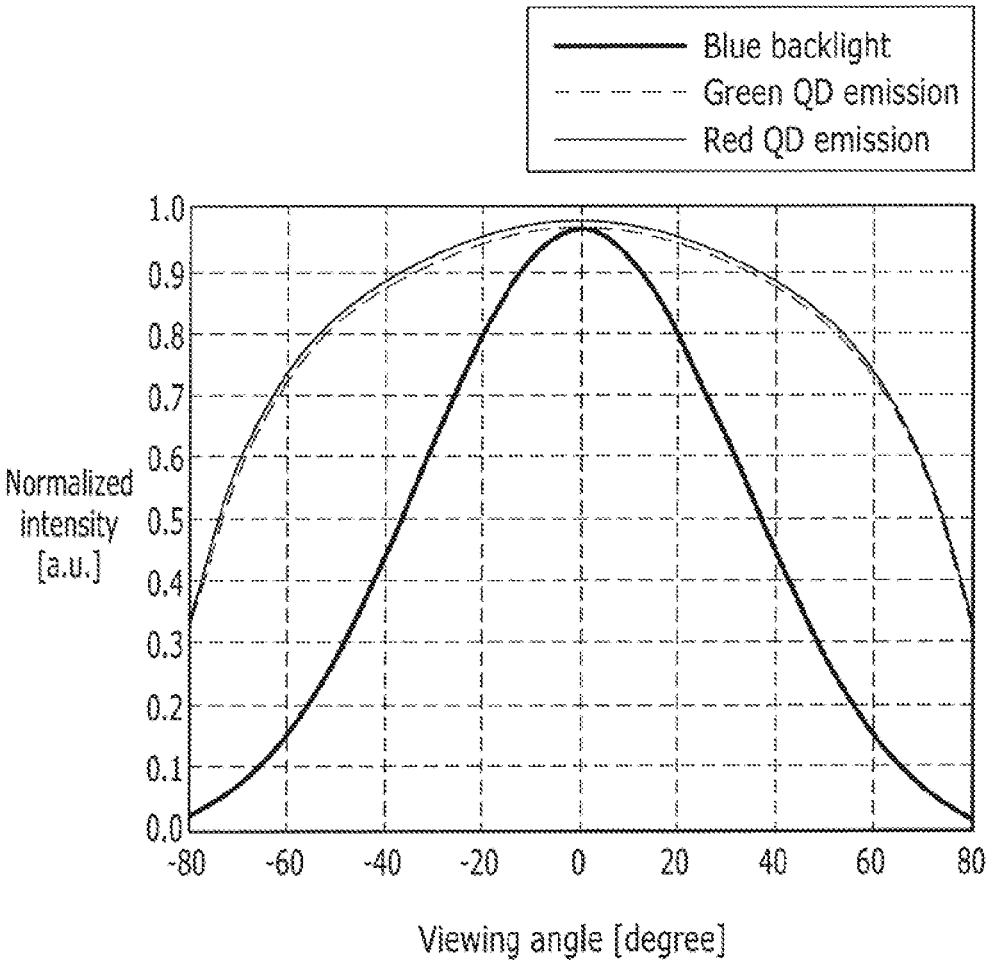 Blue backlight
Green QD emission
Red QD emission
1.0
0.9
0.8
0.7
0.6
0.5
0.4
0.3
0.2
0.1
0.0
Normalized
intensity
[a.u.]
-80 -60 -40 -20 0 20 40 60 80
Viewing angle [degree]